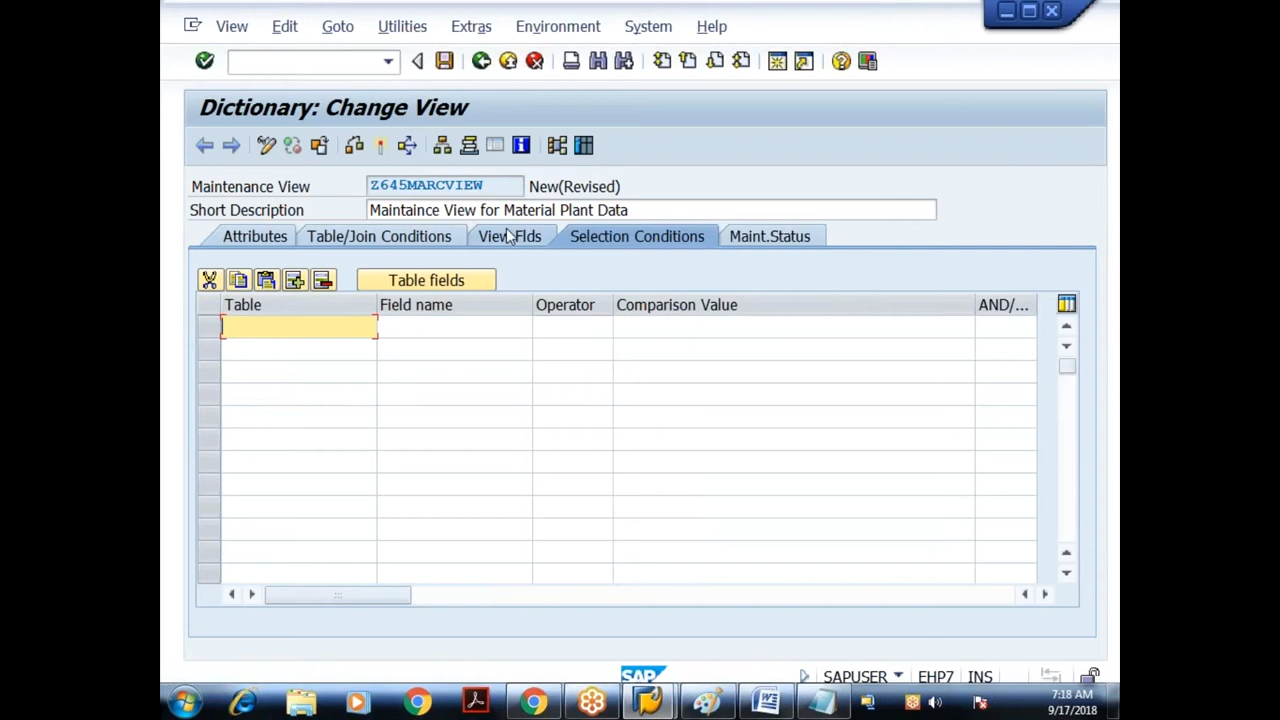 View Edit Goto Utilities Extras Environment System Help
Dictionary: Change View
Maintenance View Z645MARCVIEW New(Revised)
Short Description Maintaince View for Material Plant Data
Attributes Table/Join Conditions View Flds Selection Conditions Maint.Status
Table fields
Table Field name Operator Comparison Value AND/...
SAP SAPUSER EHP7 INS
7:18 AM
9/17/2018